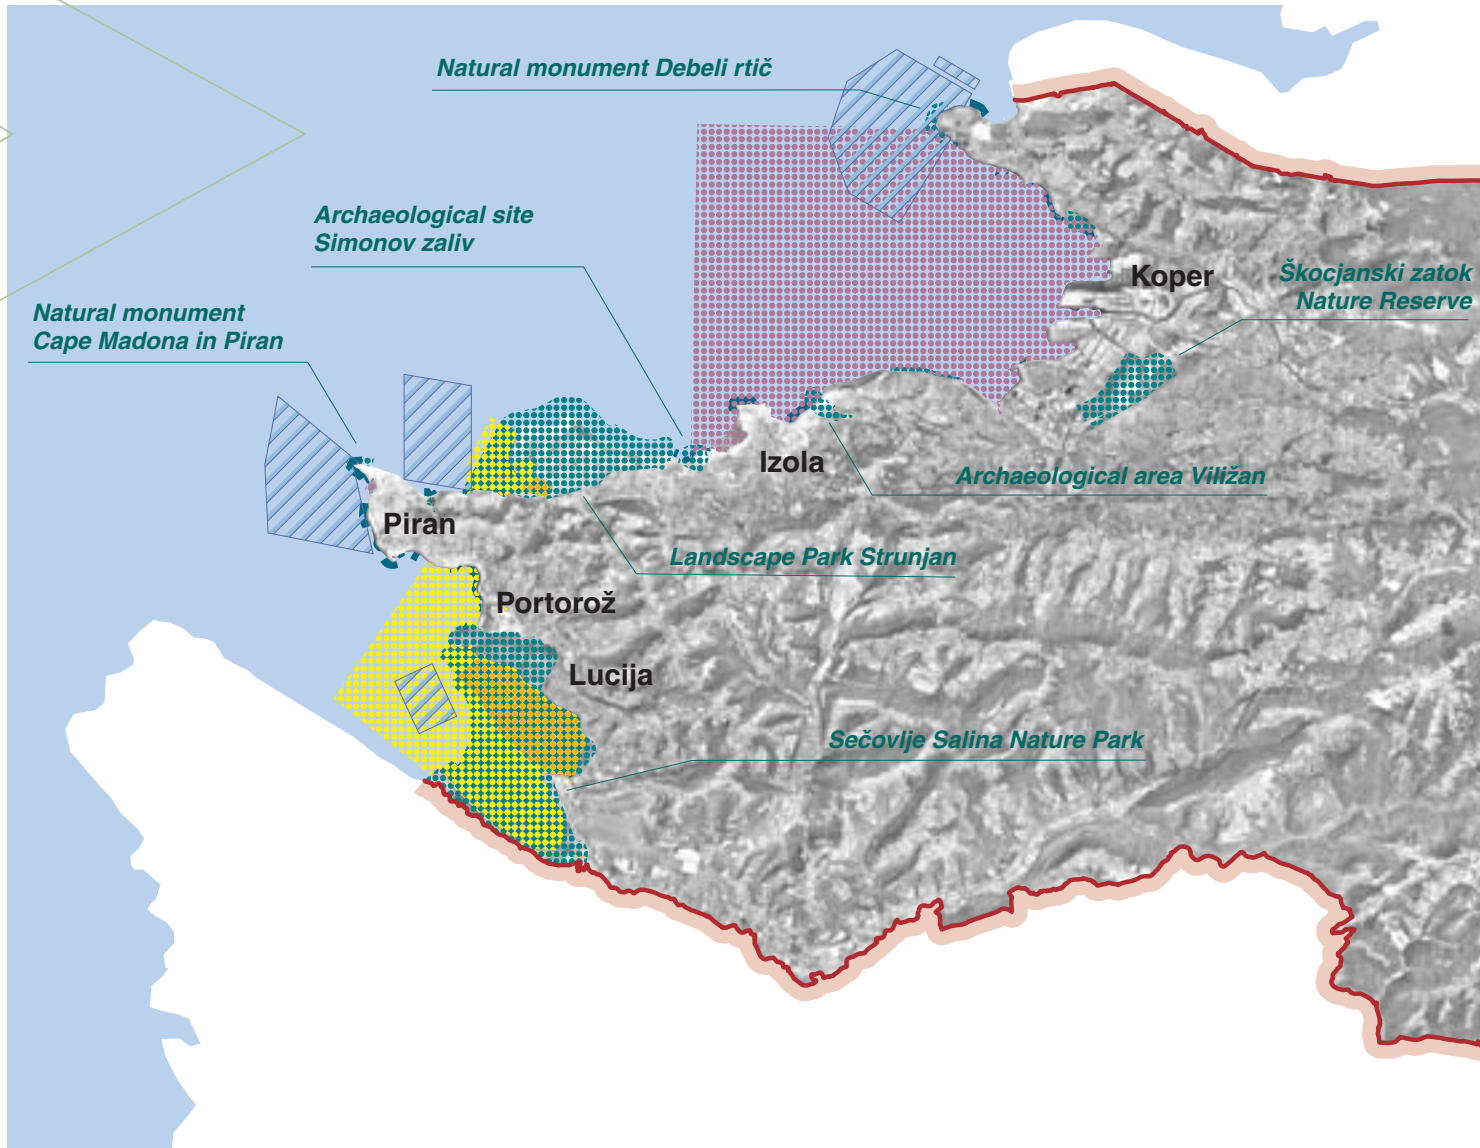 Natural monument Debeli rtič
Archaeological site
Simonov zaliv
Koper
Škocjanski zatok
Nature Reserve
Natural monument
Cape Madona in Piran
Izola
Archaeological area Viližan
Piran
Landscape Park Strunjan
Portorož
Lucija
Sečovlje Salina Nature Park